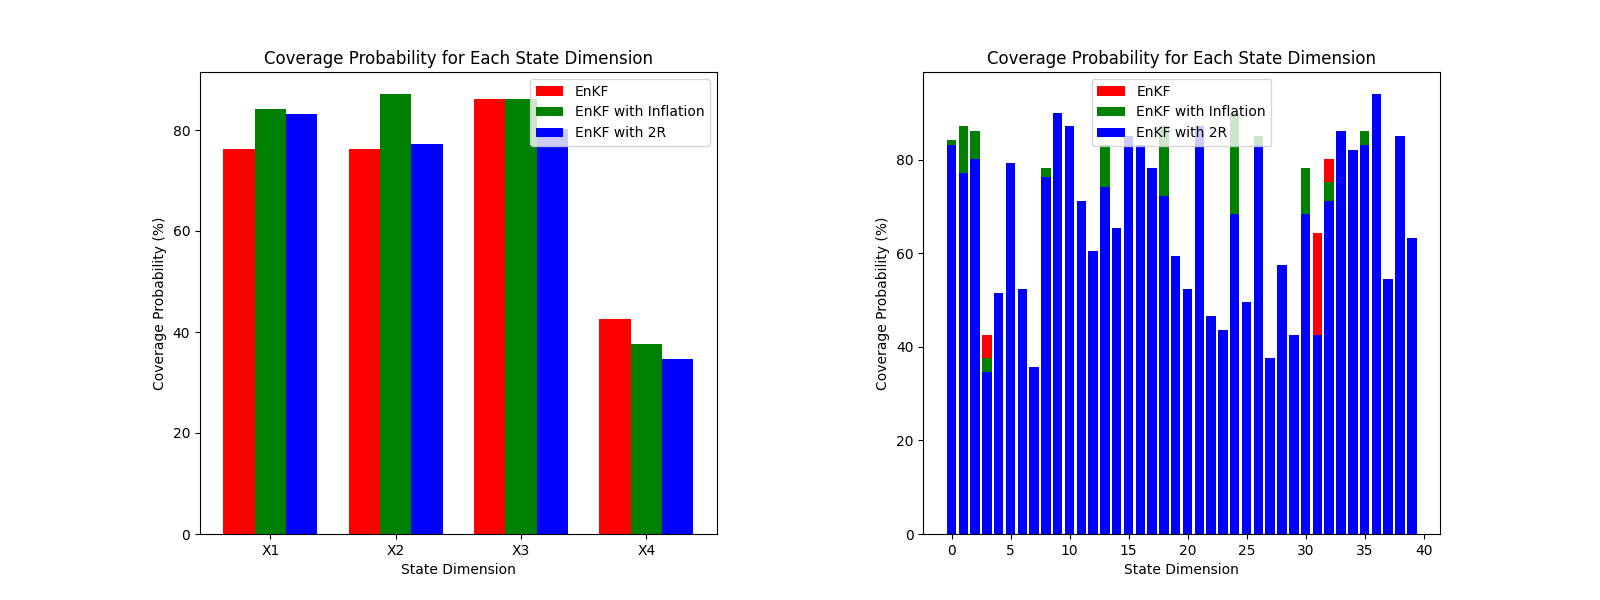 Coverage Probability for Each State Dimension
EnKF
EnKF with Inflation
EnKF with 2R
Coverage Probability (%)
80
60
40
20
0
X1 X2 X3 X4
State Dimension
Coverage Probability for Each State Dimension
EnKF
EnKF with Inflation
EnKF with 2R
Coverage Probability (%)
80
60
40
20
0
0 5 10 15 20 25 30 35 40
State Dimension